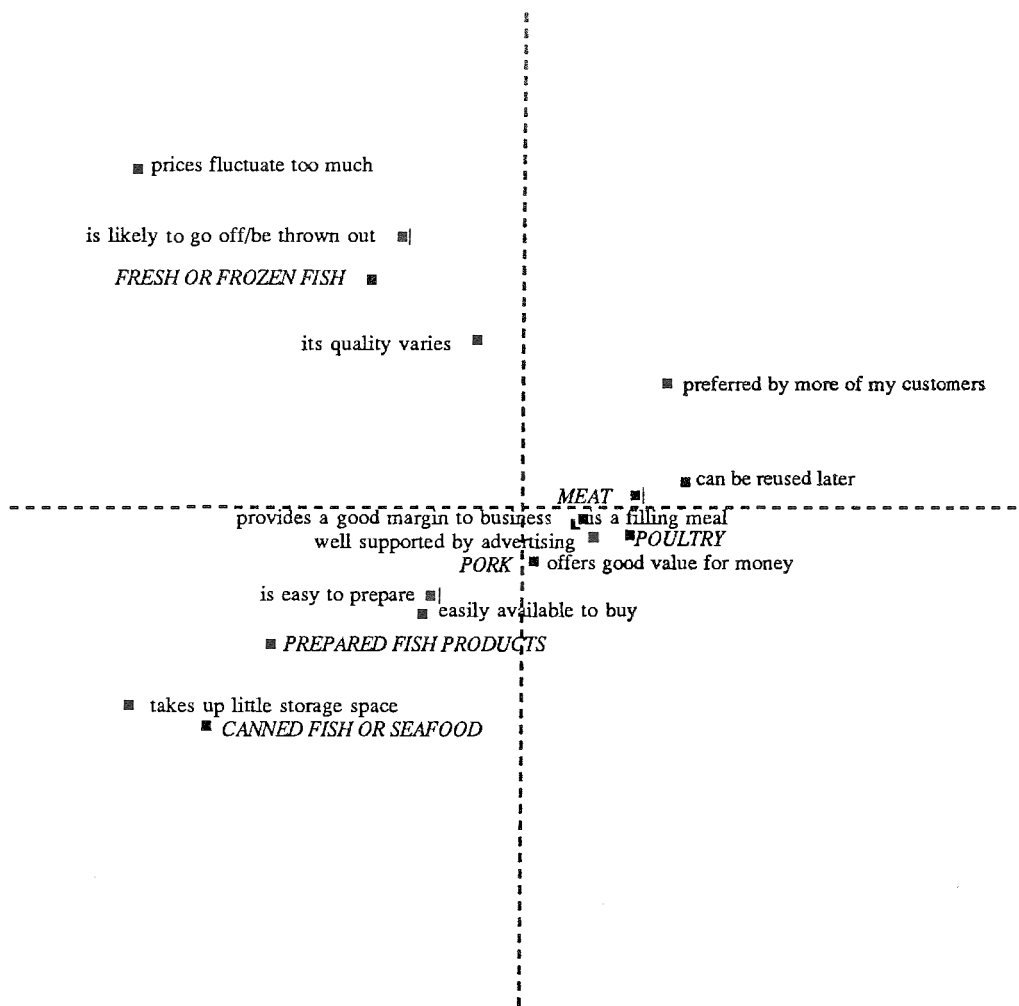 prices fluctuate too much
is likely to go off/be thrown out
FRESH OR FROZEN FISH
its quality varies
preferred by more of my customers
can be reused later
MEAT
provides a good margin to business
is a filling meal
well supported by advertising
POULTRY
PORK
offers good value for money
is easy to prepare
easily available to buy
PREPARED FISH PRODUCTS
takes up little storage space
CANNED FISH OR SEAFOOD